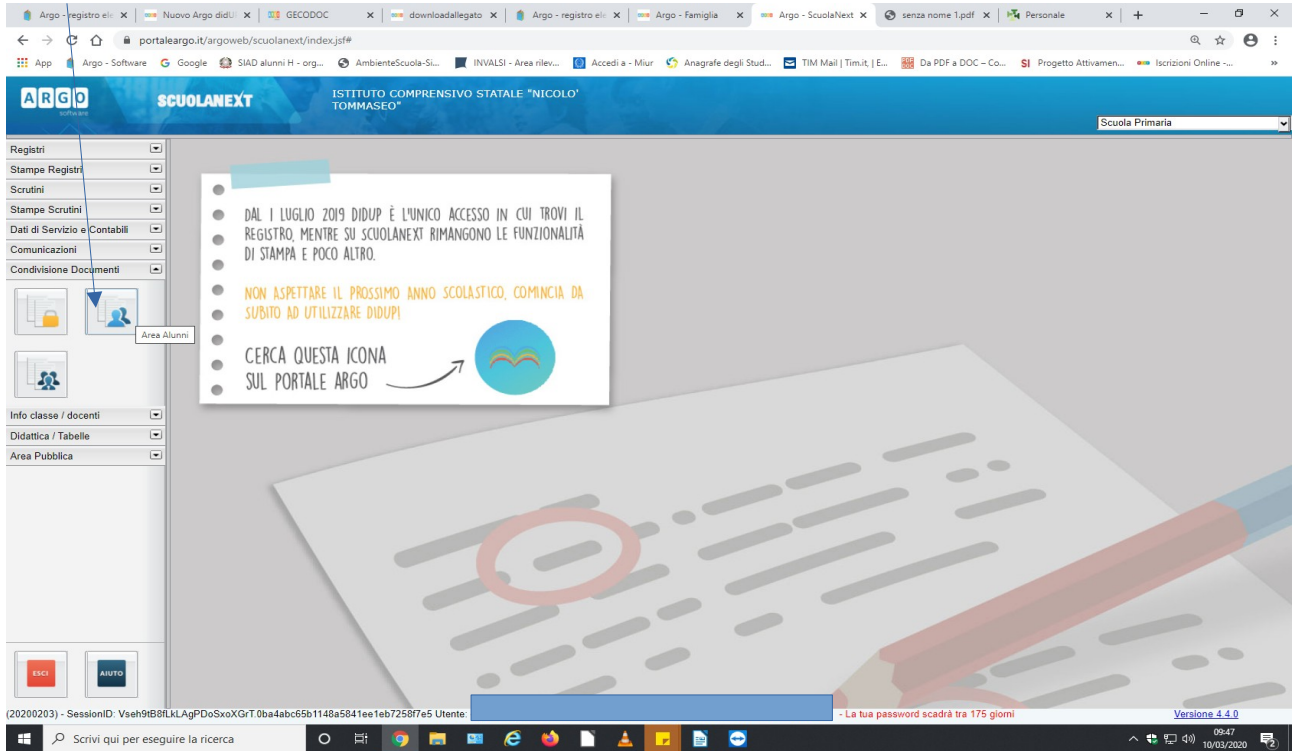 Argo - registro ele
Nuovo Argo didU
GECODOC
downloadallegato
Argo - registro ele
Argo - Famiglia
Argo - ScuolaNext
senza nome 1.pdf
Personale
portaleargo.it/argoweb/scuolanext/index.jsf#
App
Argo - Software
Google
SIAD alunni H - org...
AmbienteScuola-Si...
INVALSI - Area rilev...
Accedi a - Miur
Anagrafe degli Stud...
TIM Mail | Tim.it, | E...
Da PDF a DOC – Co...
Progetto Attivamen...
Iscrizioni Online -...
ARGO
software
SCUOLANEXT
ISTITUTO COMPRENSIVO STATALE "NICOLO'
TOMMASEO"
Scuola Primaria
Registri
Stampe Registri
Scrutini
Stampe Scrutini
Dati di Servizio e Contabili
Comunicazioni
Condivisione Documenti
Area Alunni
Info classe / docenti
Didattica / Tabelle
Area Pubblica
DAL 1 LUGLIO 2019 DIDUP È L'UNICO ACCESSO IN CUI TROVI IL
REGISTRO, MENTRE SU SCUOLANEXT RIMANGONO LE FUNZIONALITÀ
DI STAMPA E POCO ALTRO.
NON ASPETTARE IL PROSSIMO ANNO SCOLASTICO, COMINCIA DA
SUBITO AD UTILIZZARE DIDUP!
CERCA QUESTA ICONA
SUL PORTALE ARGO
ESCI
AIUTO
(20200203) - SessionID: Vseh9tB8fLkLAgPDoSxoXGrT.0ba4abc65b1148a5841ee1eb7258f7e5 Utente:
- La tua password scadrà tra 175 giorni
Versione 4.4.0
Scrivi qui per eseguire la ricerca
09:47
10/03/2020